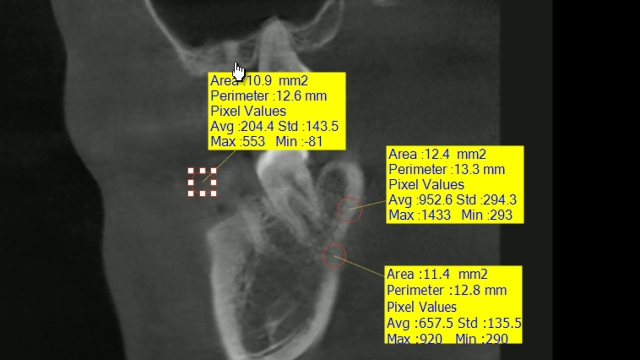 Area :10.9 mm2
Perimeter :12.6 mm
Pixel Values
Avg :204.4 Std :143.5
Max :553 Min :-81
Area :12.4 mm2
Perimeter :13.3 mm
Pixel Values
Avg :952.6 Std :294.3
Max :1433 Min :293
Area :11.4 mm2
Perimeter :12.8 mm
Pixel Values
Avg :657.5 Std :135.5
Max :920 Min :290